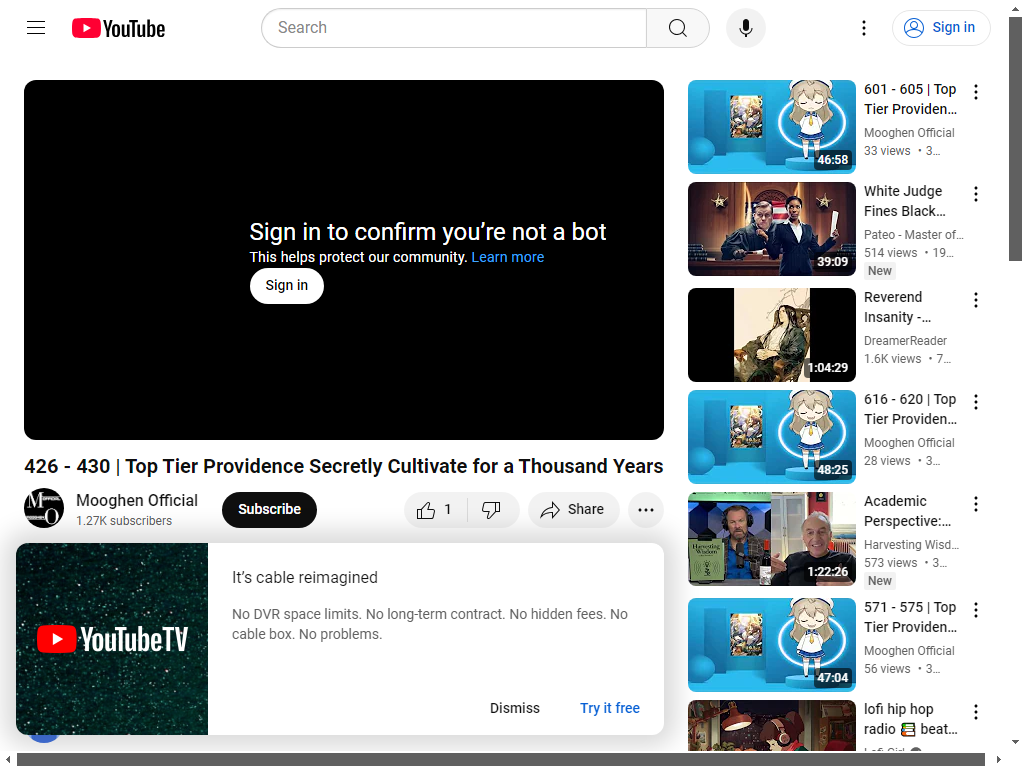 YouTube
Search
Sign in
Sign in to confirm you're not a bot
This helps protect our community. Learn more
Sign in
426 - 430 | Top Tier Providence Secretly Cultivate for a Thousand Years
Mooghen Official
1.27K subscribers
Subscribe
1
Share
YouTubeTV
It's cable reimagined
No DVR space limits. No long-term contract. No hidden fees. No
cable box. No problems.
Dismiss
Try it free
46:58
601 - 605 | Top
Tier Providen...
Mooghen Official
33 views • 3...
39:09
White Judge
Fines Black...
Pateo - Master of...
514 views • 19...
New
1:04:29
Reverend
Insanity -...
DreamerReader
1.6K views • 7...
48:25
616 - 620 | Top
Tier Providen...
Mooghen Official
28 views • 3...
Harvesting
Wisdom
1:22:26
Academic
Perspective:...
Harvesting Wisd...
573 views • 3...
New
47:04
571 - 575 | Top
Tier Providen...
Mooghen Official
56 views • 3...
lofi hip hop
radio 📚 beat...
Lofi Girl